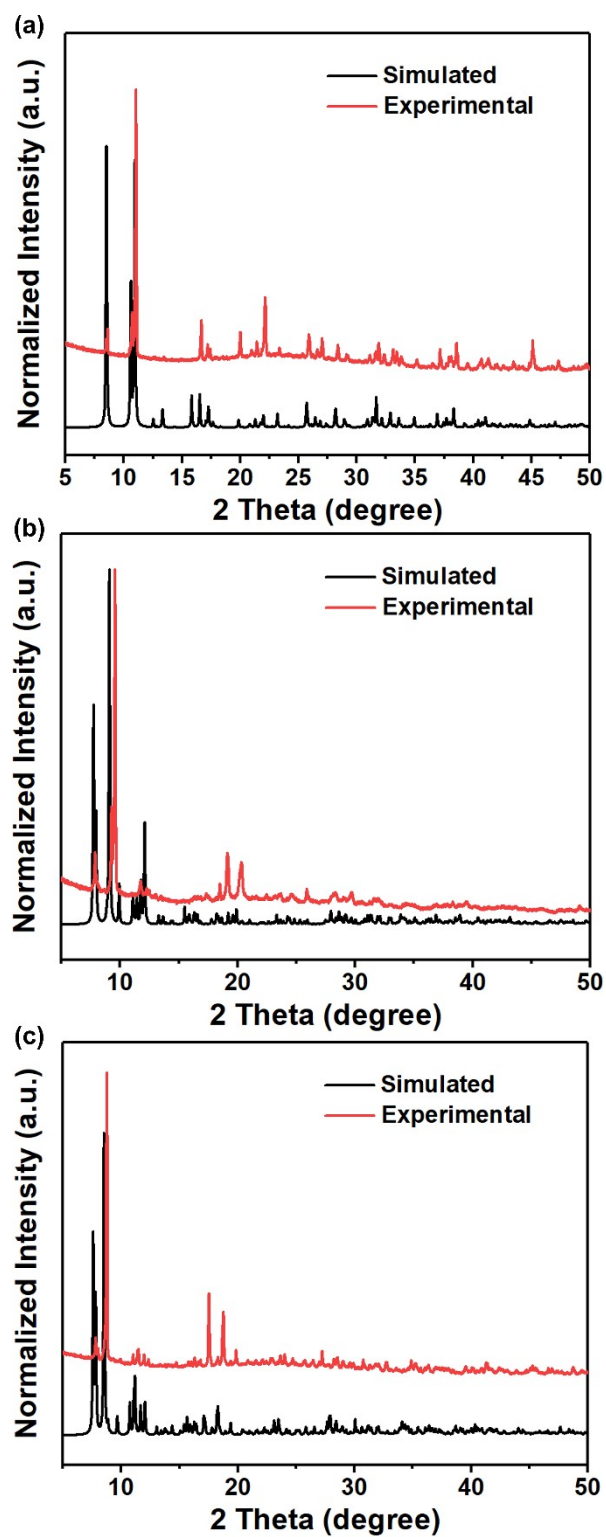 (a)
Simulated
Experimental
Normalized Intensity (a.u.)
5 10 15 20 25 30 35 40 45 50
2 Theta (degree)
(b)
Simulated
Experimental
Normalized Intensity (a.u.)
10 20 30 40 50
2 Theta (degree)
(c)
Simulated
Experimental
Normalized Intensity (a.u.)
10 20 30 40 50
2 Theta (degree)